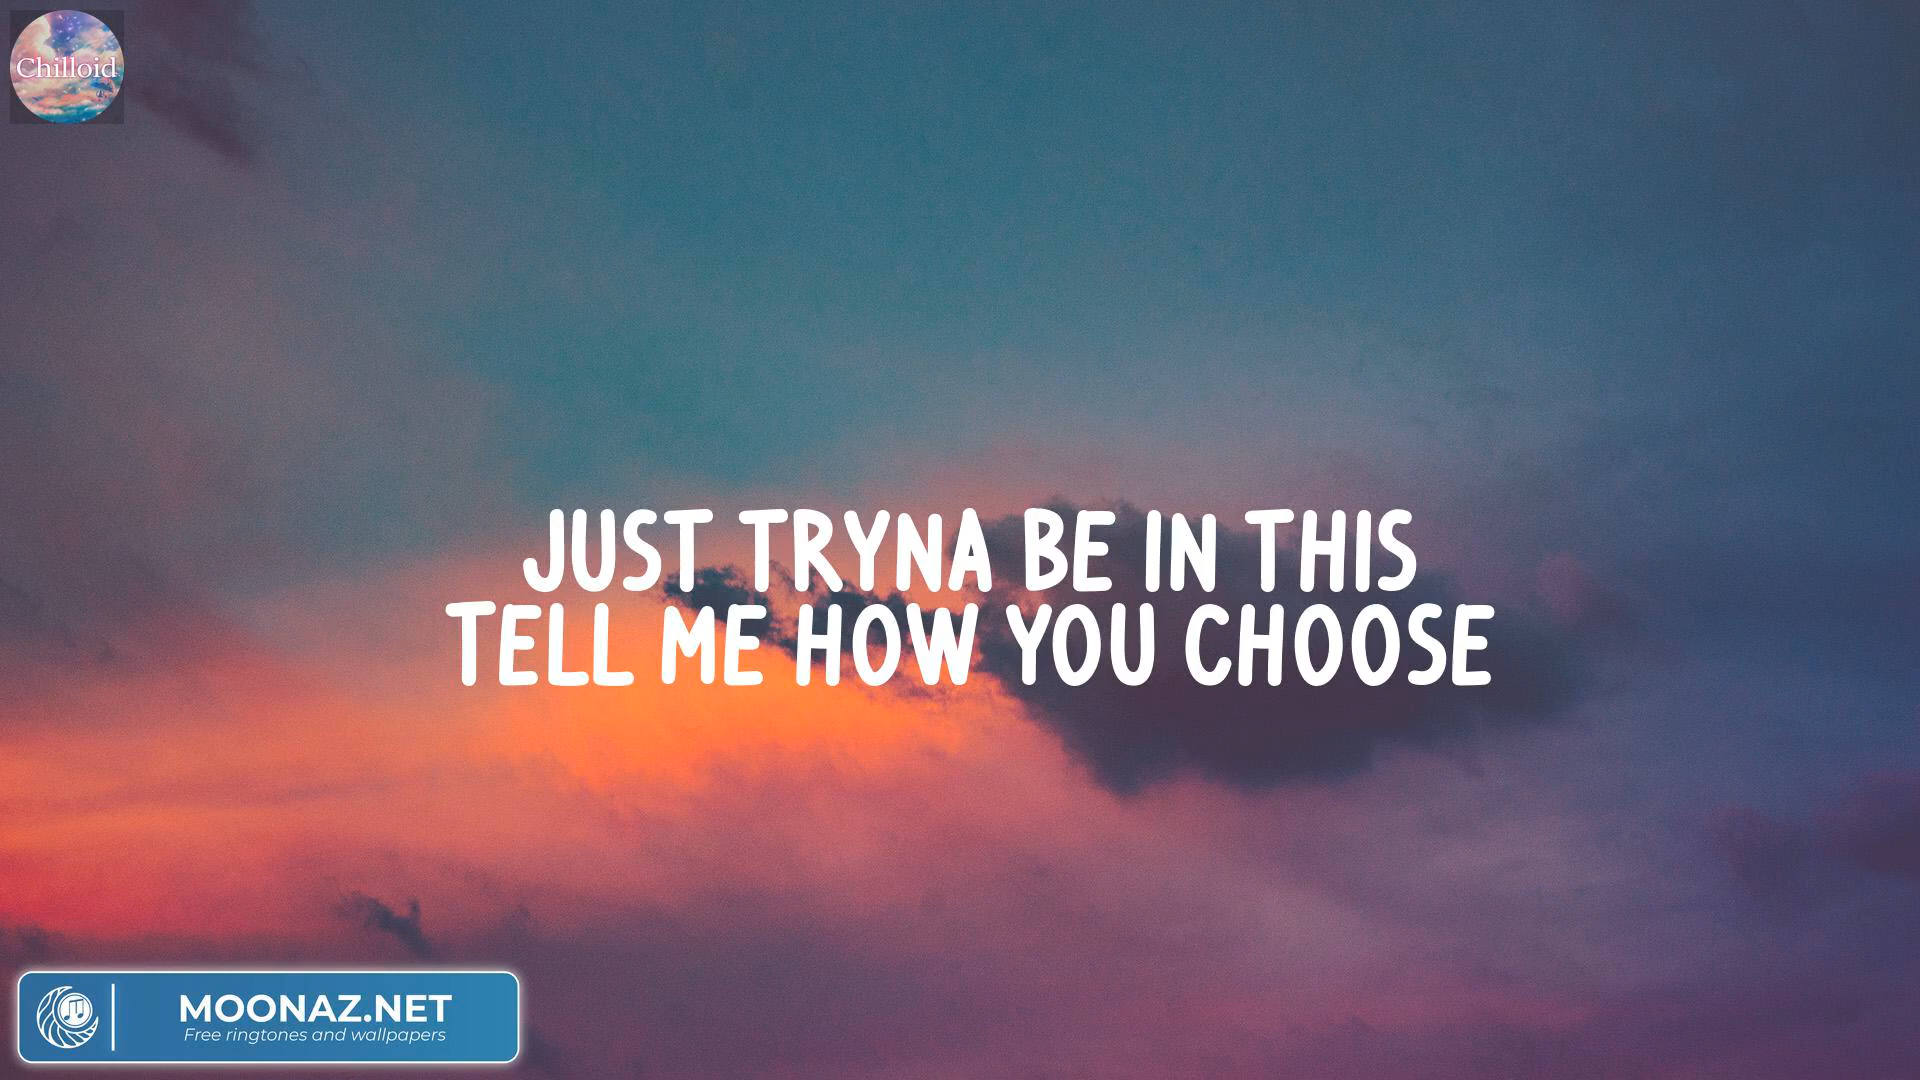 Chilloid
JUST TRYNA BE IN THIS
TELL ME HOW YOU CHOOSE
MOONAZ.NET
Free ringtones and wallpapers